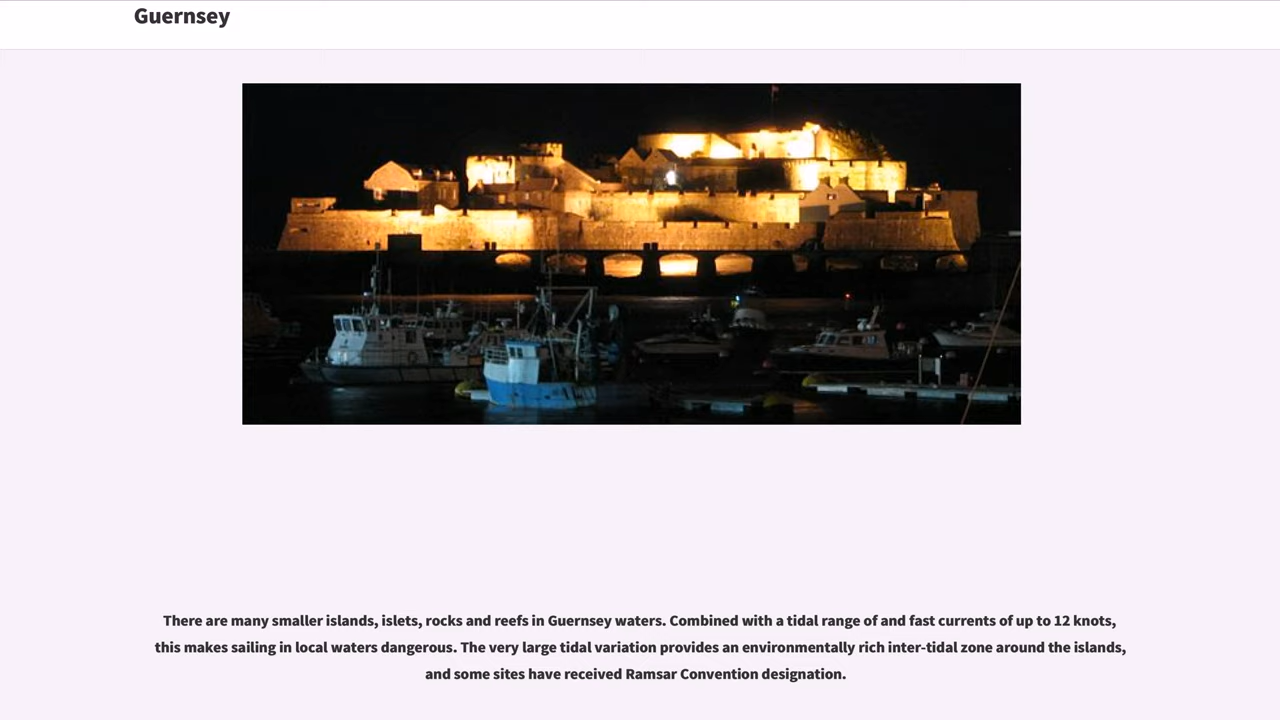 Guernsey
There are many smaller islands, islets, rocks and reefs in Guernsey waters. Combined with a tidal range of and fast currents of up to 12 knots,
this makes sailing in local waters dangerous. The very large tidal variation provides an environmentally rich inter-tidal zone around the islands,
and some sites have received Ramsar Convention designation.